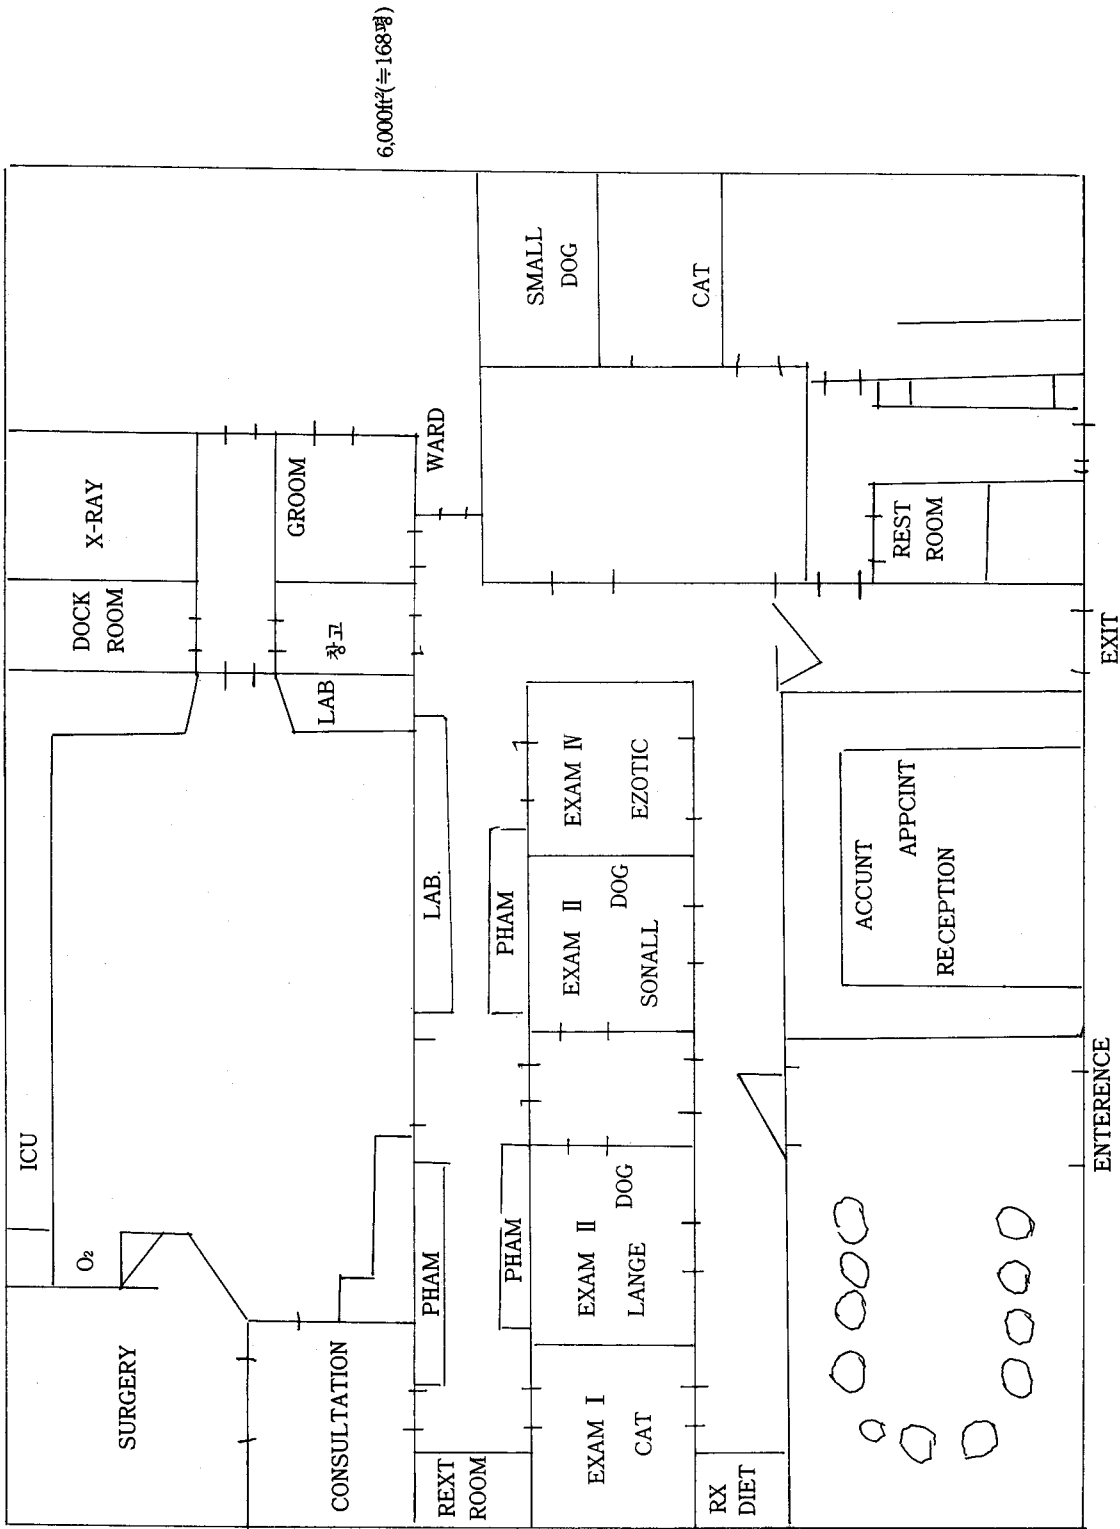 6,000ft²(≒168평)
SURGERY
O₂
ICU
DOCK
ROOM
X-RAY
CONSULTATION
LAB
창고
GROOM
REXT
ROOM
PHAM
LAB.
WARD
PHAM
PHAM
SMALL
DOG
CAT
EXAM Ⅰ
CAT
EXAM Ⅱ
DOG
LANGE
EXAM Ⅱ
DOG
SONALL
EXAM Ⅳ
EZOTIC
RX
DIET
ACCUNT
APPCINT
RECEPTION
REST
ROOM
ENTERENCE
EXIT